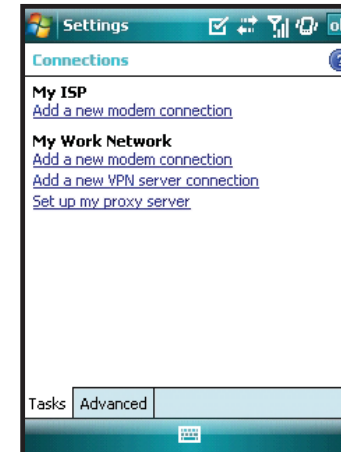 Settings
Connections
My ISP
Add a new modem connection
My Work Network
Add a new modem connection
Add a new VPN server connection
Set up my proxy server
Tasks Advanced